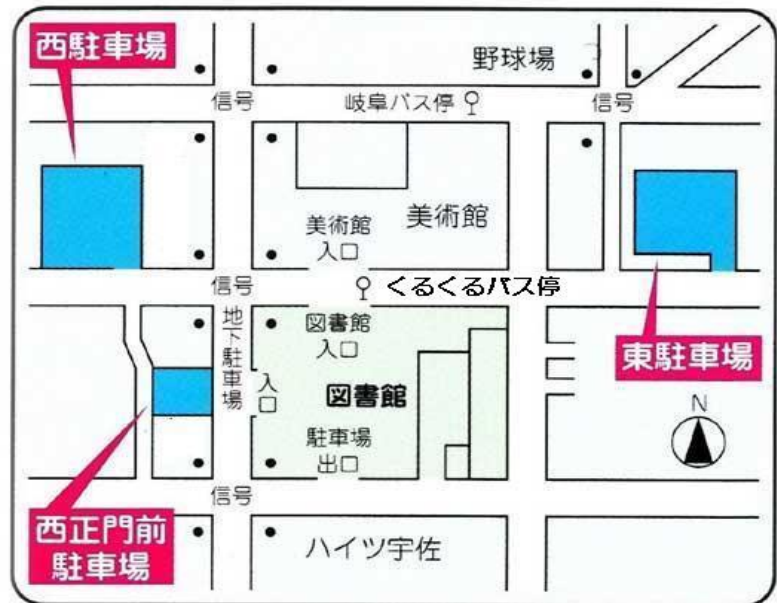 西駐車場
野球場
信号
岐阜バス停
信号
美術館
入口
美術館
信号
くるくるバス停
地下駐車場
入口
図書館
入口
図書館
駐車場
出口
東駐車場
N
西正門前
駐車場
信号
ハイツ宇佐